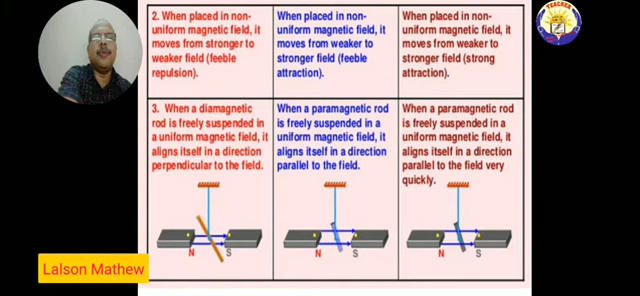 2. When placed in non-
uniform magnetic field, it
moves from stronger to
weaker field (feeble
repulsion).
When placed in non-
uniform magnetic field, it
moves from weaker to
stronger field (feeble
attraction).
When placed in non-
uniform magnetic field, it
moves from weaker to
stronger field (strong
attraction).
3. When a diamagnetic
rod is freely suspended in
a uniform magnetic field, it
aligns itself in a direction
perpendicular to the field.
When a paramagnetic rod
is freely suspended in a
uniform magnetic field, it
aligns itself in a direction
parallel to the field.
When a paramagnetic rod
is freely suspended in a
uniform magnetic field, it
aligns itself in a direction
parallel to the field very
quickly.
N S
N S
N S
Lalson Mathew
TEACHER